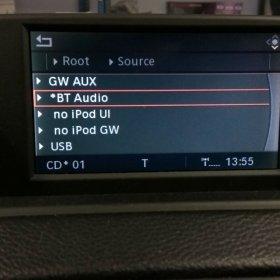 Root Source
GW AUX
*BT Audio
no iPod UI
no iPod GW
USB
CD* 01 T T'..... 13:55